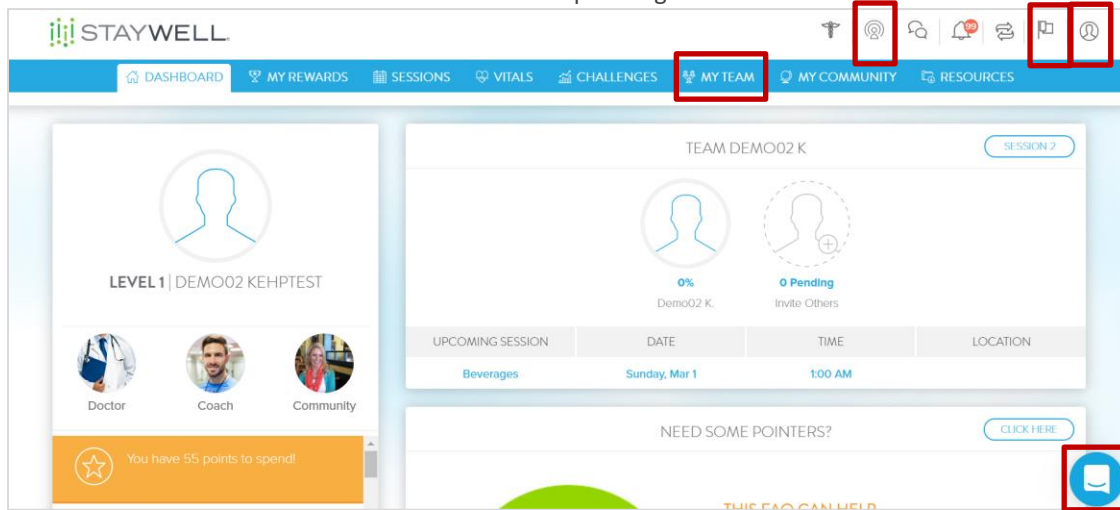 STAYWELL.
99
DASHBOARD MY REWARDS SESSIONS VITALS CHALLENGES MY TEAM MY COMMUNITY RESOURCES
TEAM DEMO02 K
SESSION 2
LEVEL 1 | DEMO02 KEHPTEST
0%
Demo02 K.
0 Pending
Invite Others
UPCOMING SESSION DATE TIME LOCATION
Beverages Sunday, Mar 1 1:00 AM
Doctor Coach Community
NEED SOME POINTERS?
CLICK HERE
You have 55 points to spend!
THIS FAQ CAN HELP